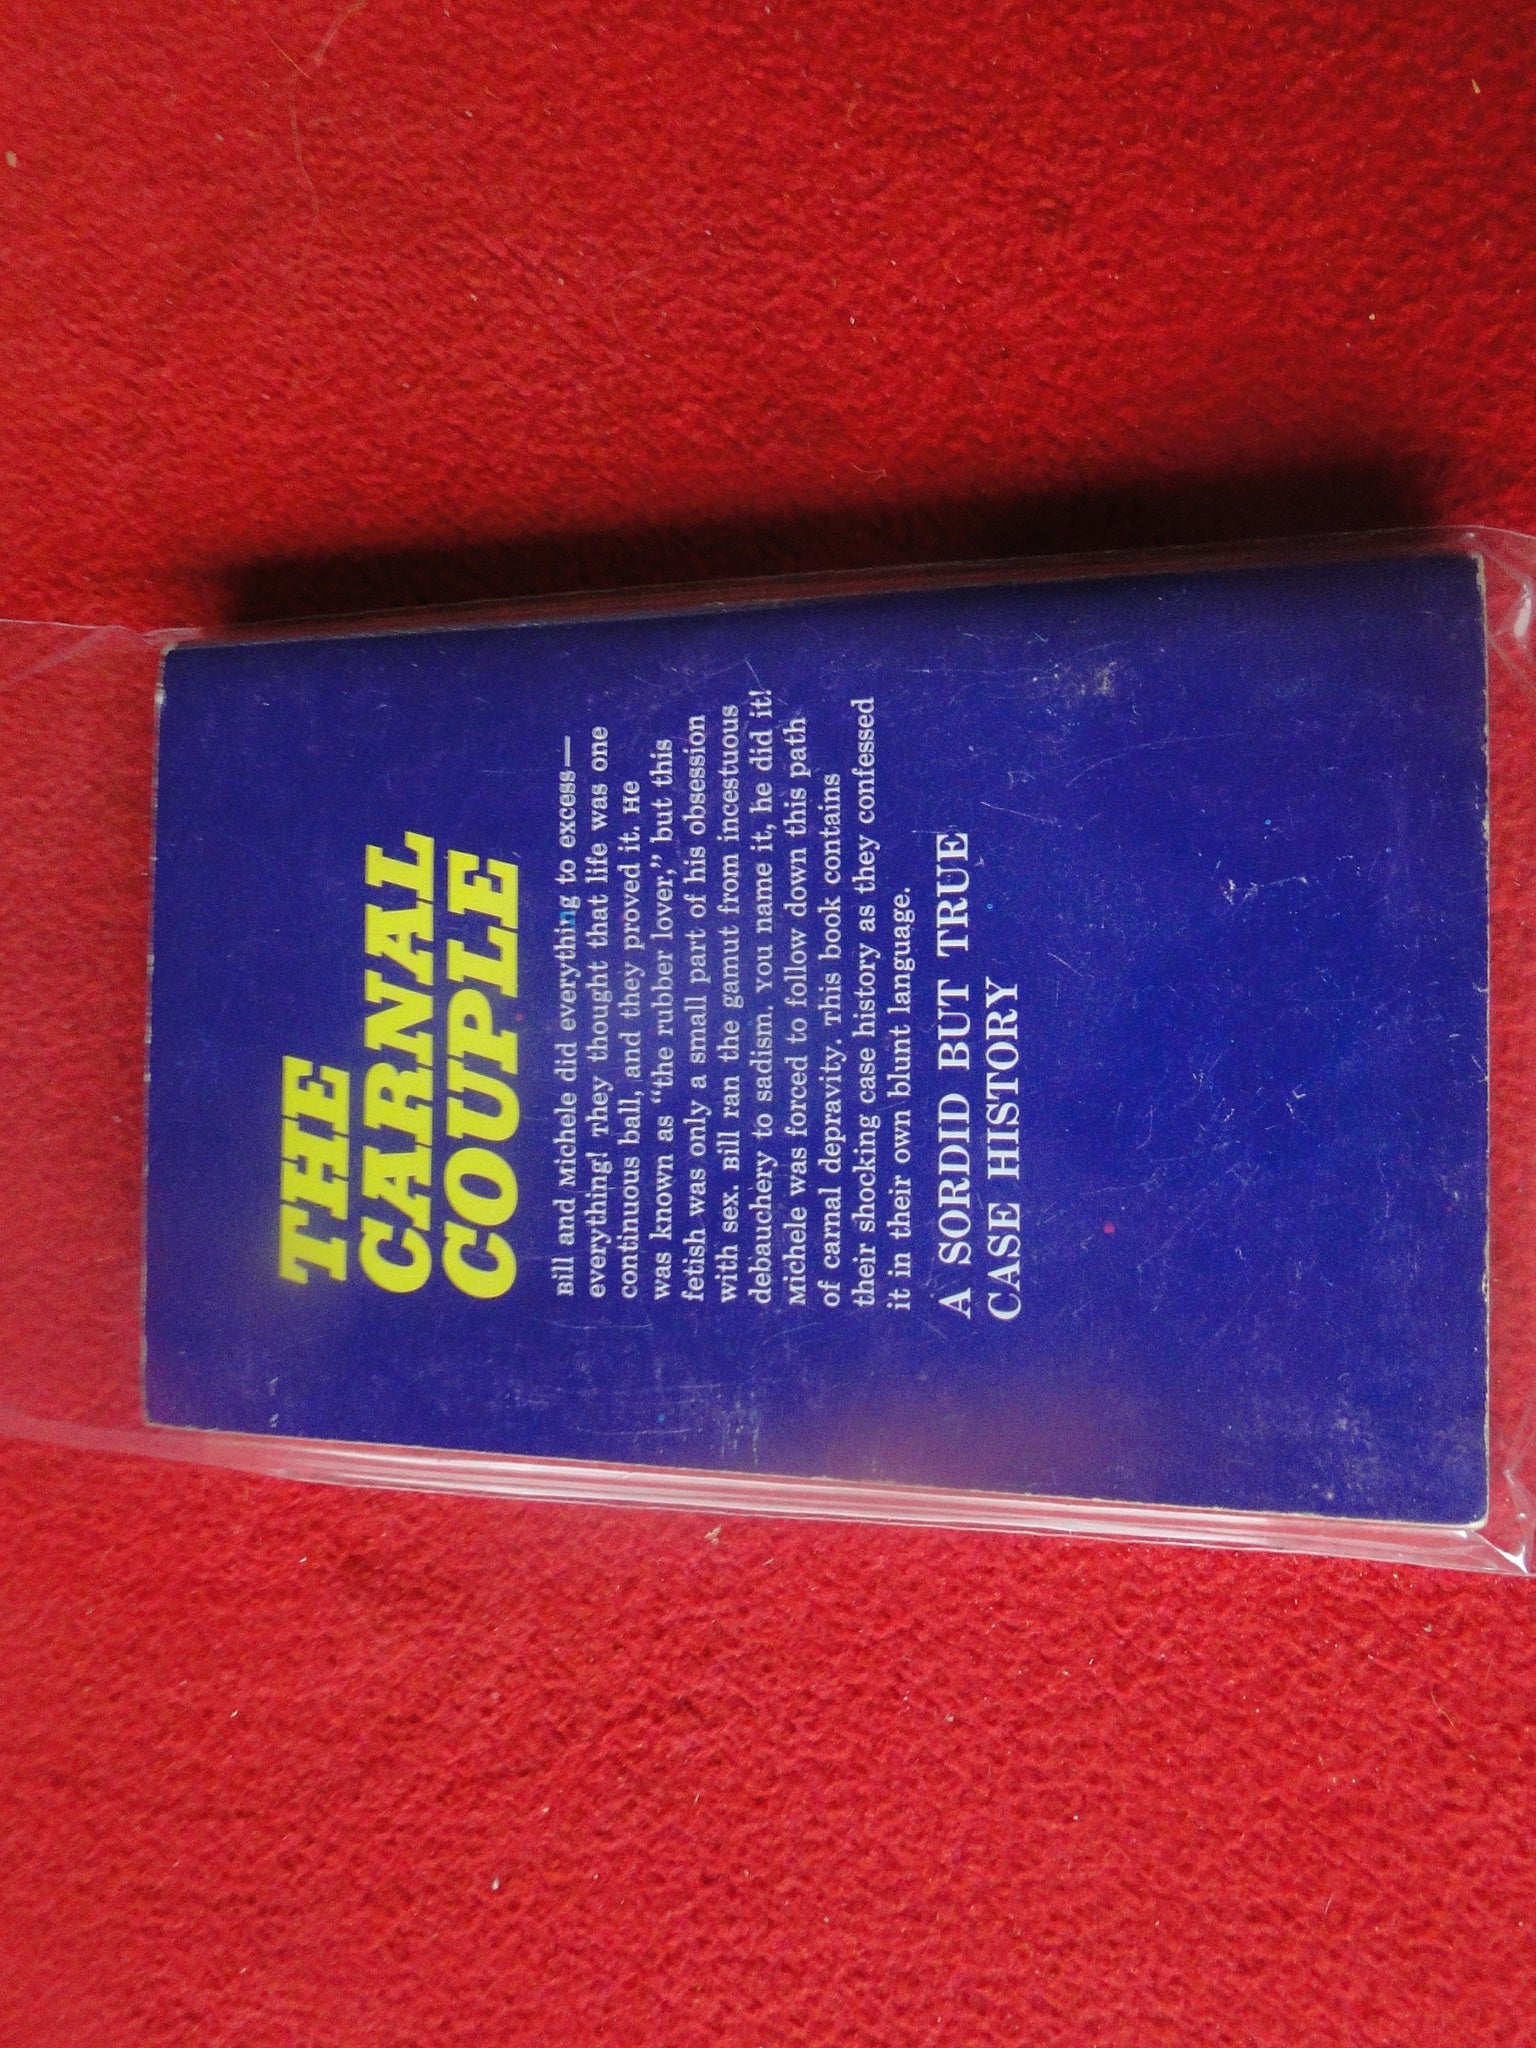 THE
CARNAL
COUPLE
Bill and Michele did everything to excess—
everything! They thought that life was one
continuous ball, and they proved it. He
was known as "the rubber lover," but this
fetish was only a small part of his obsession
with sex. Bill ran the gamut from incestuous
debauchery to sadism. You name it, he did it!
Michele was forced to follow down this path
of carnal depravity. This book contains
their shocking case history as they confessed
it in their own blunt language.
A SORDID BUT TRUE
CASE HISTORY